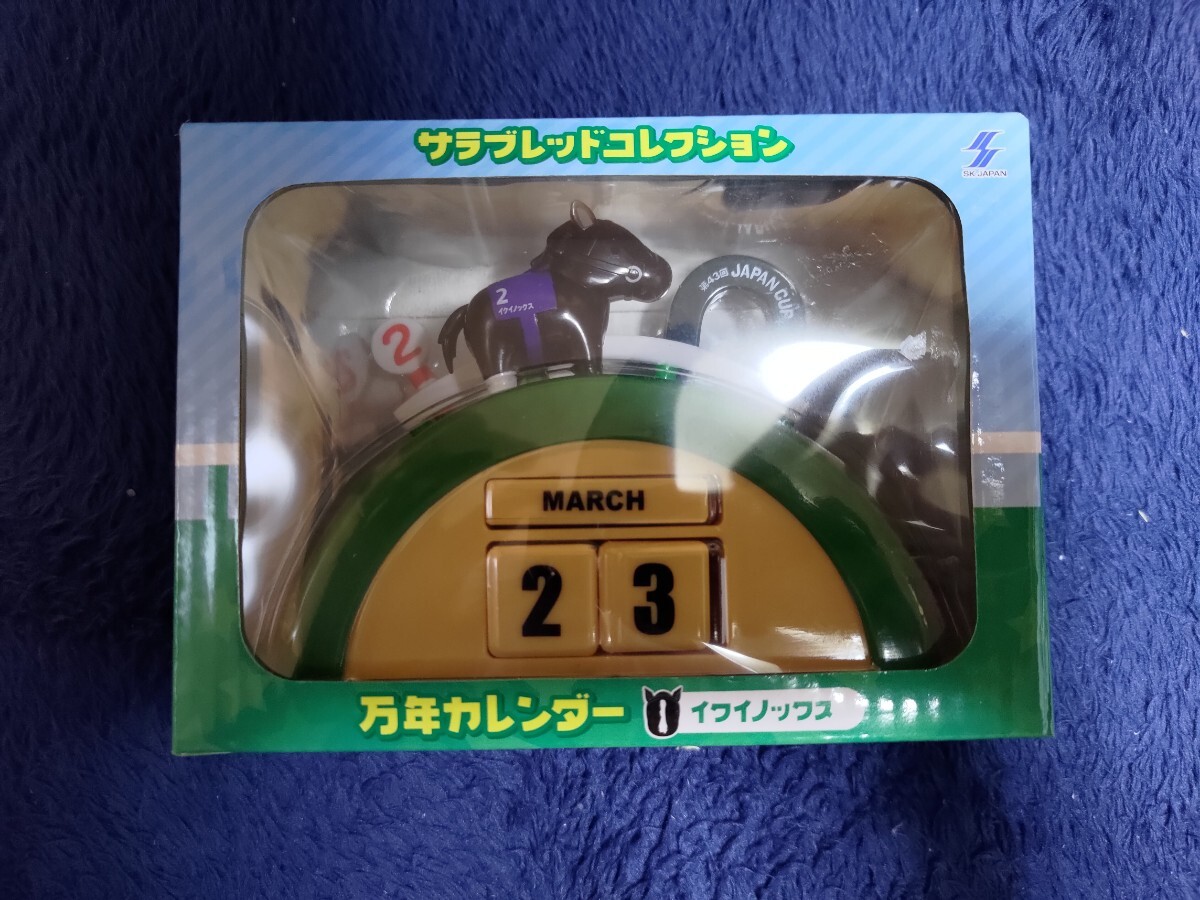 サラブレッドコレクション
SK JAPAN
2
イクイノックス
第43回 JAPAN CUP
2
MARCH
2 3
万年カレンダー
イクイノックス